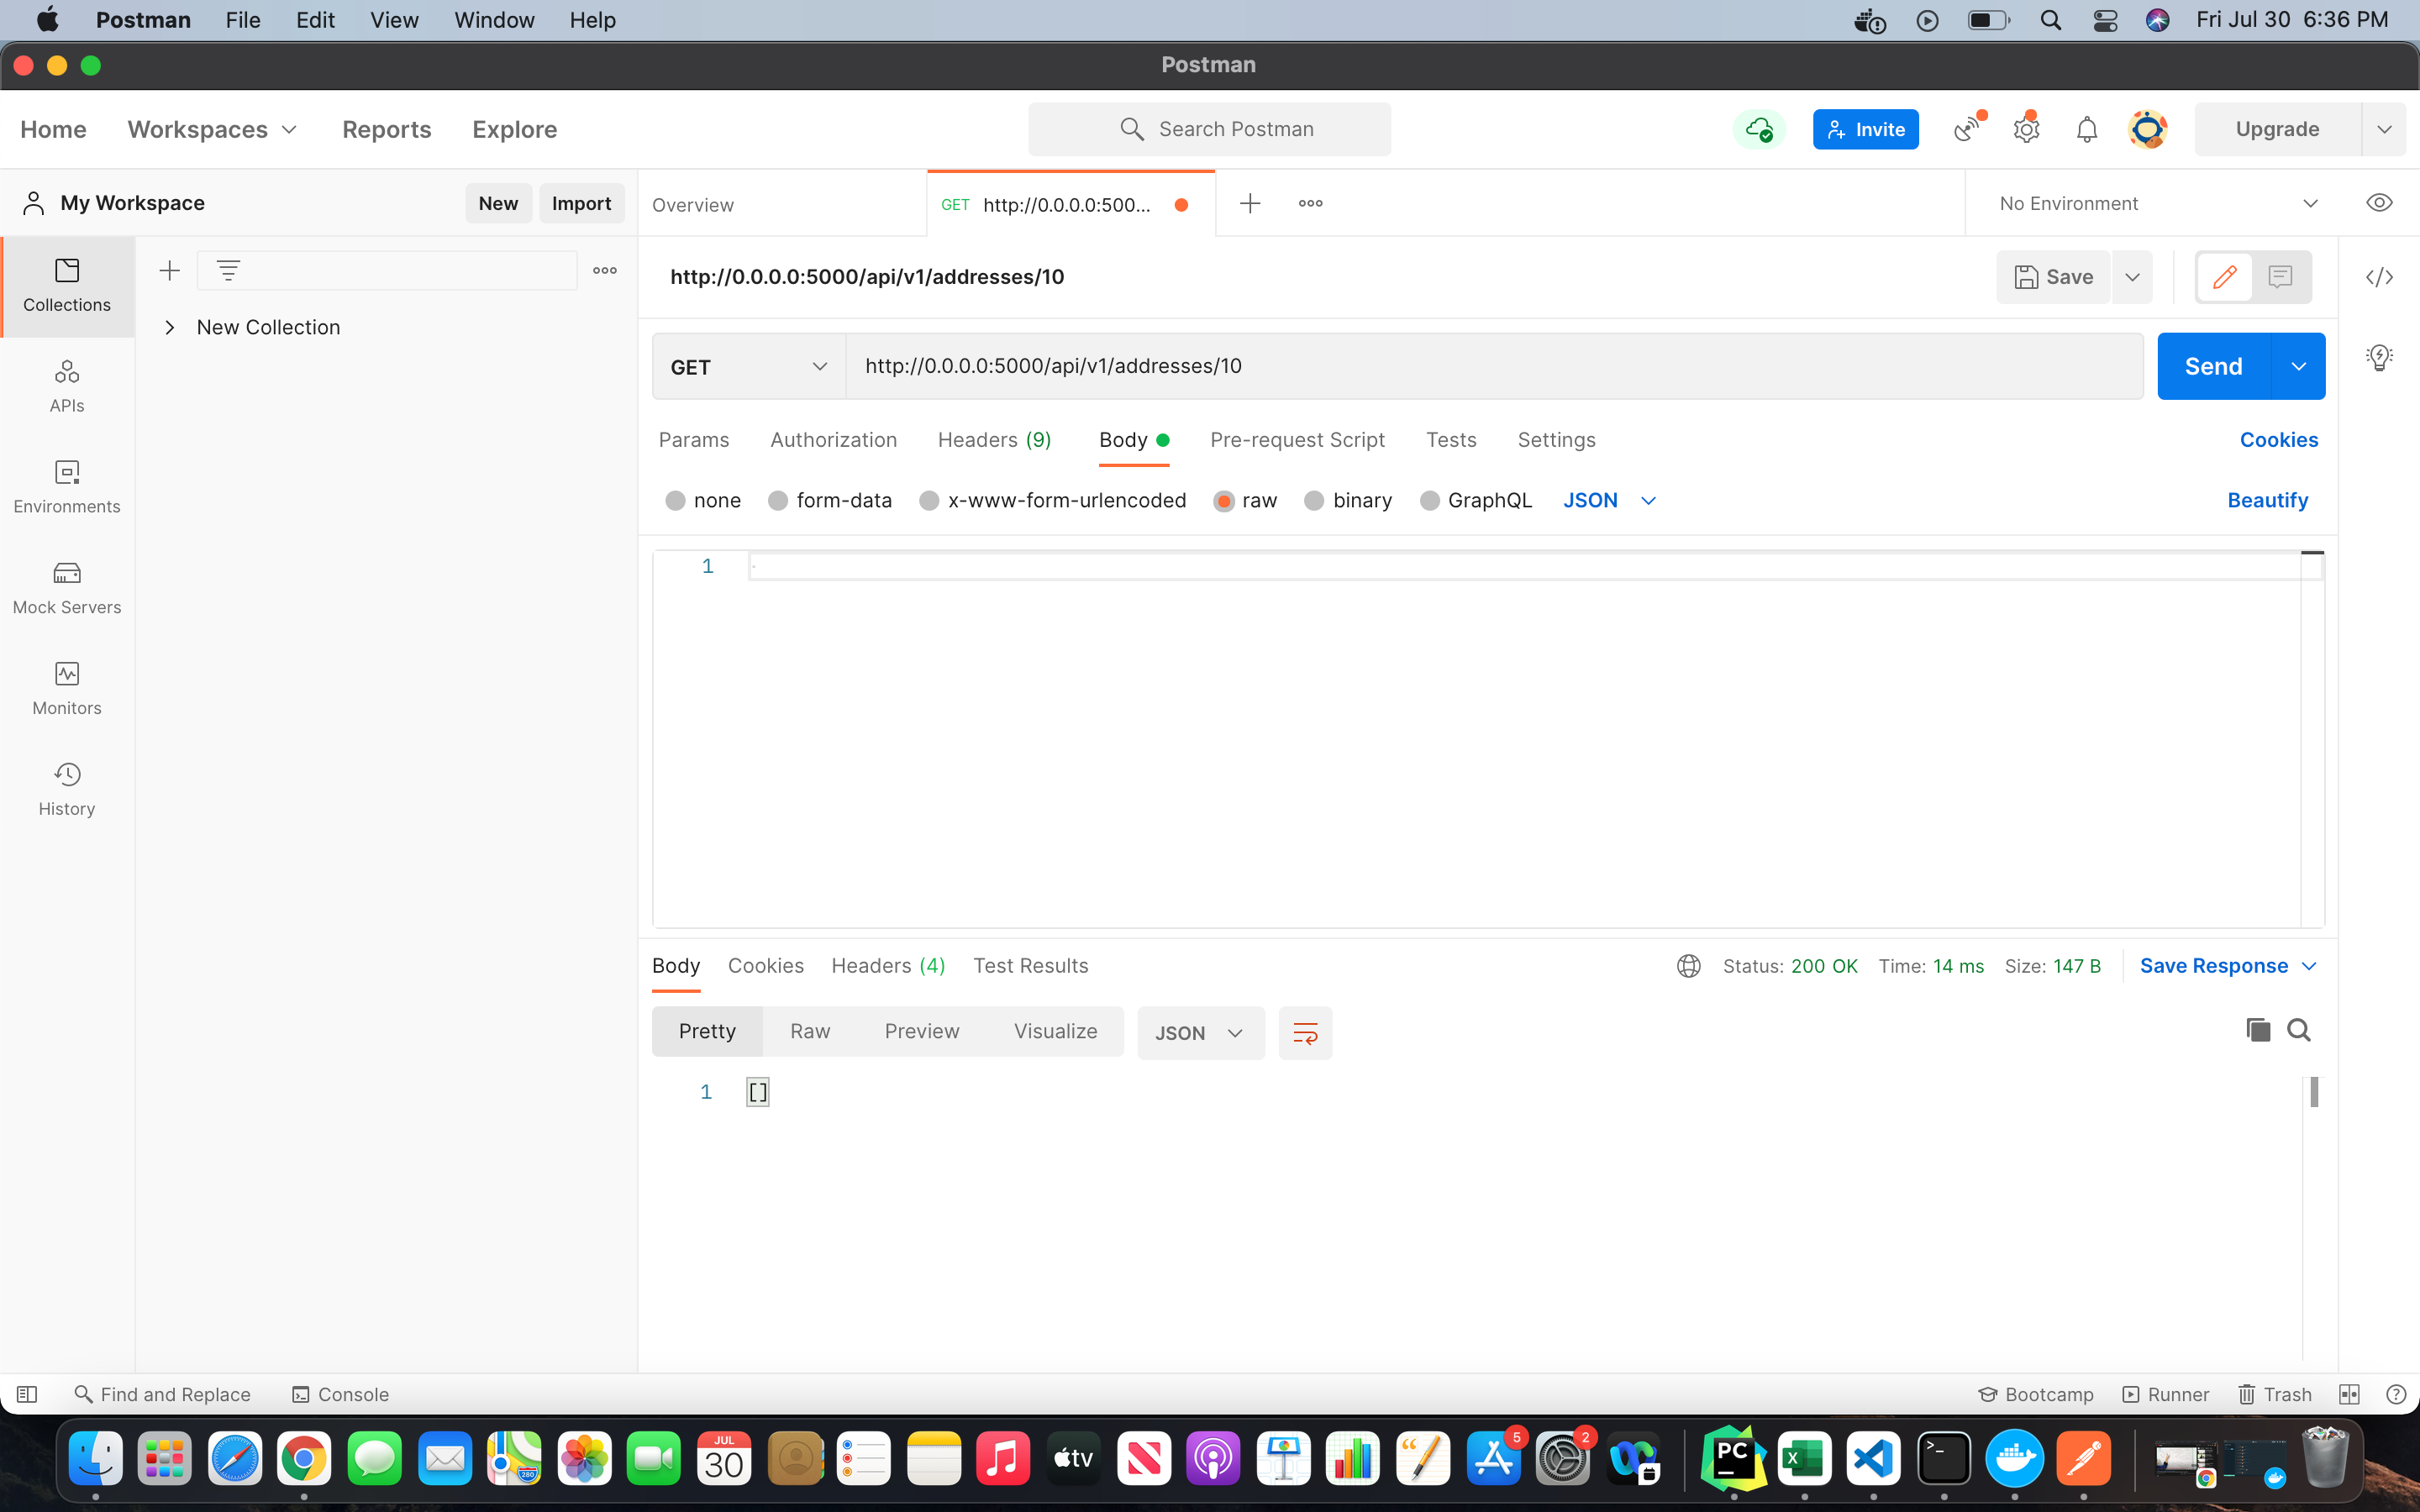 Postman File Edit View Window Help Fri Jul 30 6:36 PM
Postman
Home Workspaces Reports Explore Search Postman Invite Upgrade
My Workspace New Import Overview GET http://0.0.0.0:500... No Environment
Collections
New Collection
APIs
Environments
Mock Servers
Monitors
History
http://0.0.0.0:5000/api/v1/addresses/10 Save
GET http://0.0.0.0:5000/api/v1/addresses/10 Send
Params Authorization Headers (9) Body Pre-request Script Tests Settings Cookies
none form-data x-www-form-urlencoded raw binary GraphQL JSON Beautify
1
Body Cookies Headers (4) Test Results Status: 200 OK Time: 14 ms Size: 147 B Save Response
Pretty Raw Preview Visualize JSON
1 []
Find and Replace Console Bootcamp Runner Trash
JUL
30
280
tv
5
2
PC
X